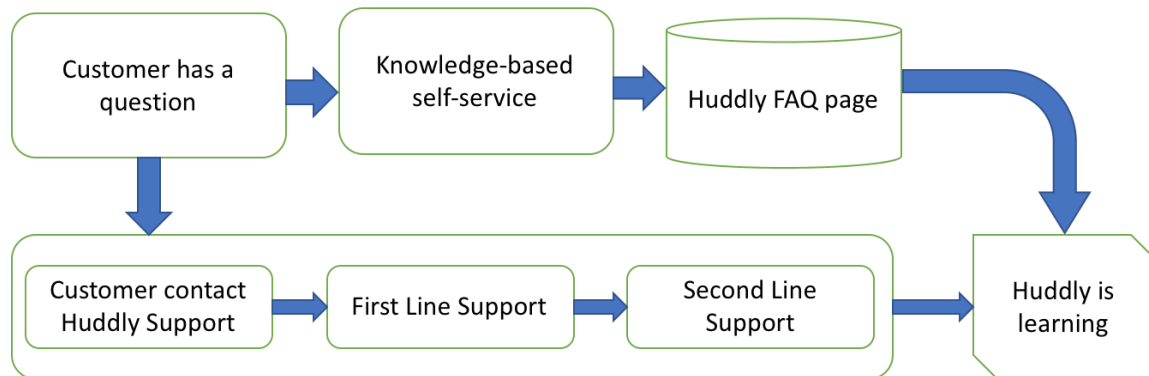 Customer has a
question
Knowledge-based
self-service
Huddly FAQ page
Customer contact
Huddly Support
First Line Support
Second Line
Support
Huddly is
learning